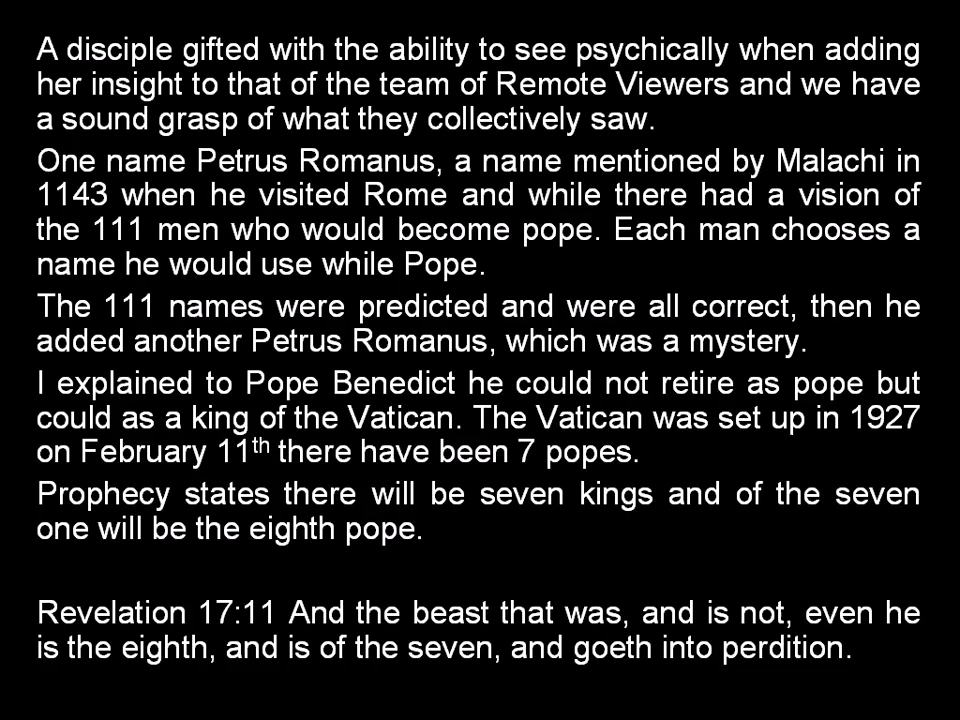 A disciple gifted with the ability to see psychically when adding
her insight to that of the team of Remote Viewers and we have
a sound grasp of what they collectively saw.
One name Petrus Romanus, a name mentioned by Malachi in
1143 when he visited Rome and while there had a vision of
the 111 men who would become pope. Each man chooses a
name he would use while Pope.
The 111 names were predicted and were all correct, then he
added another Petrus Romanus, which was a mystery.
I explained to Pope Benedict he could not retire as pope but
could as a king of the Vatican. The Vatican was set up in 1927
on February 11th there have been 7 popes.
Prophecy states there will be seven kings and of the seven
one will be the eighth pope.
Revelation 17:11 And the beast that was, and is not, even he
is the eighth, and is of the seven, and goeth into perdition.